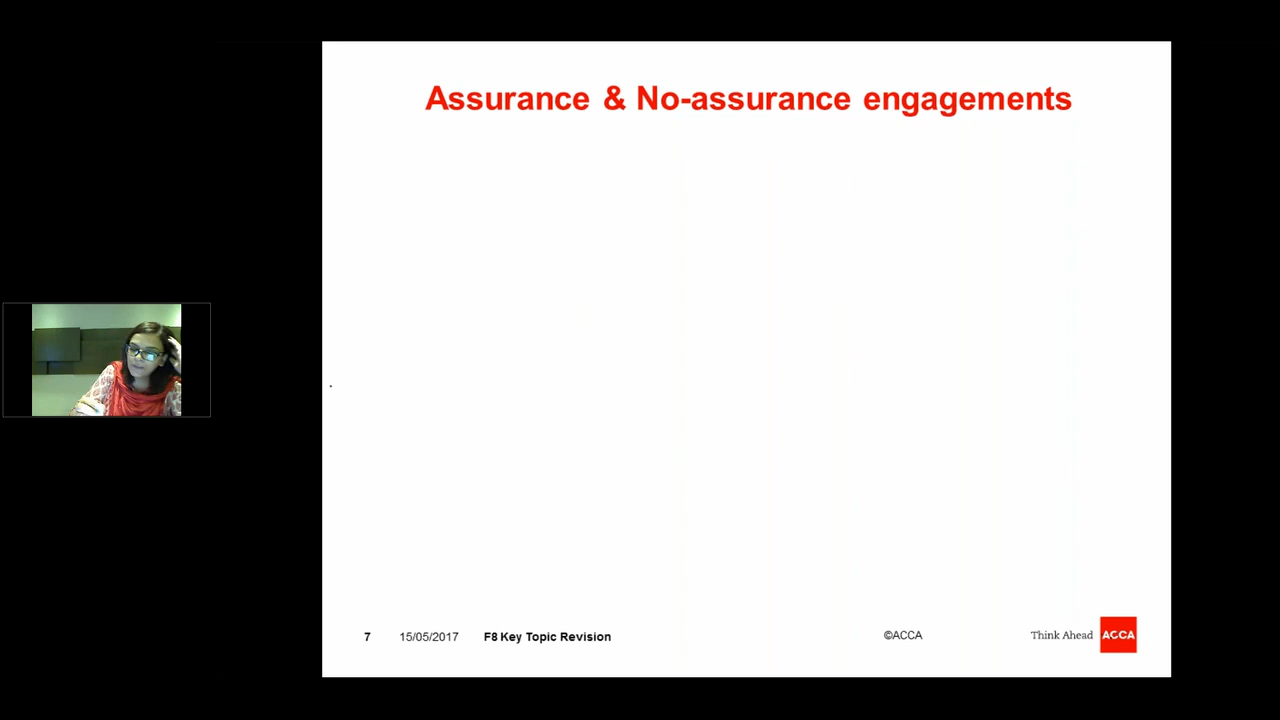 Assurance & No-assurance engagements
7 15/05/2017 F8 Key Topic Revision ©ACCA Think Ahead ACCA